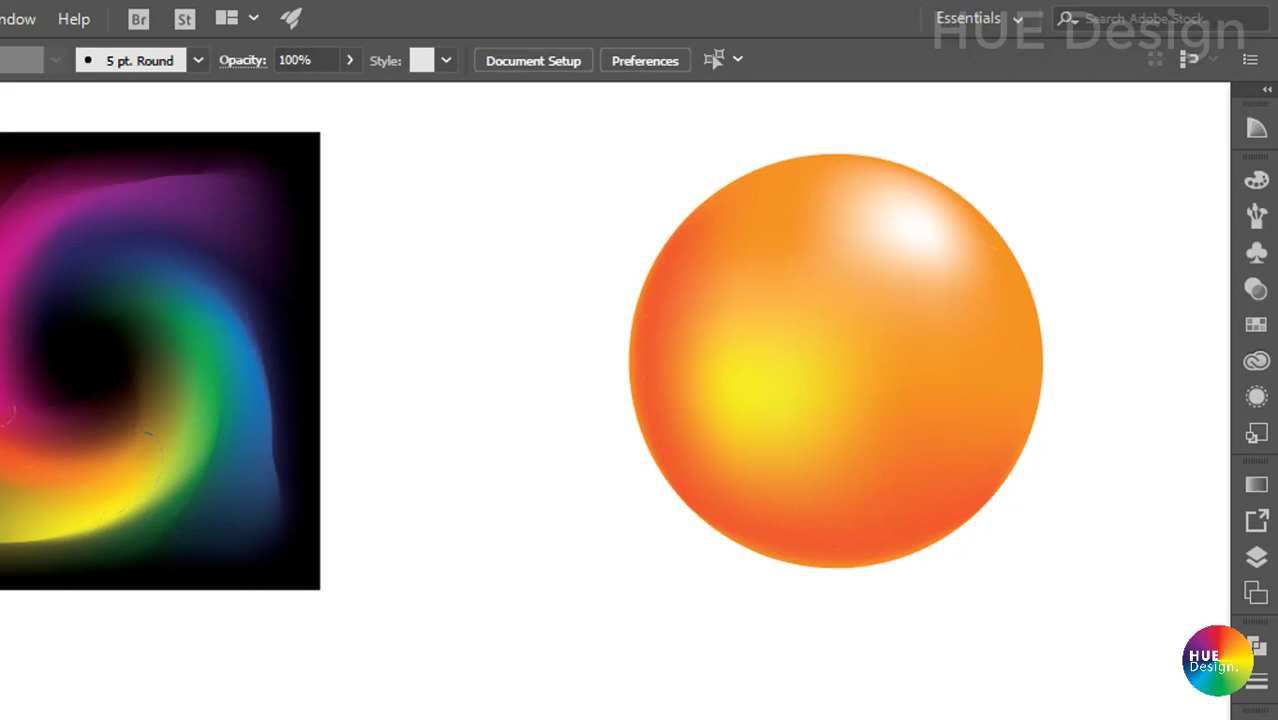 ndow Help Br St Essentials Search Adobe Stock
HUE Design
5 pt. Round Opacity: 100% Style: Document Setup Preferences
HUE
Design.